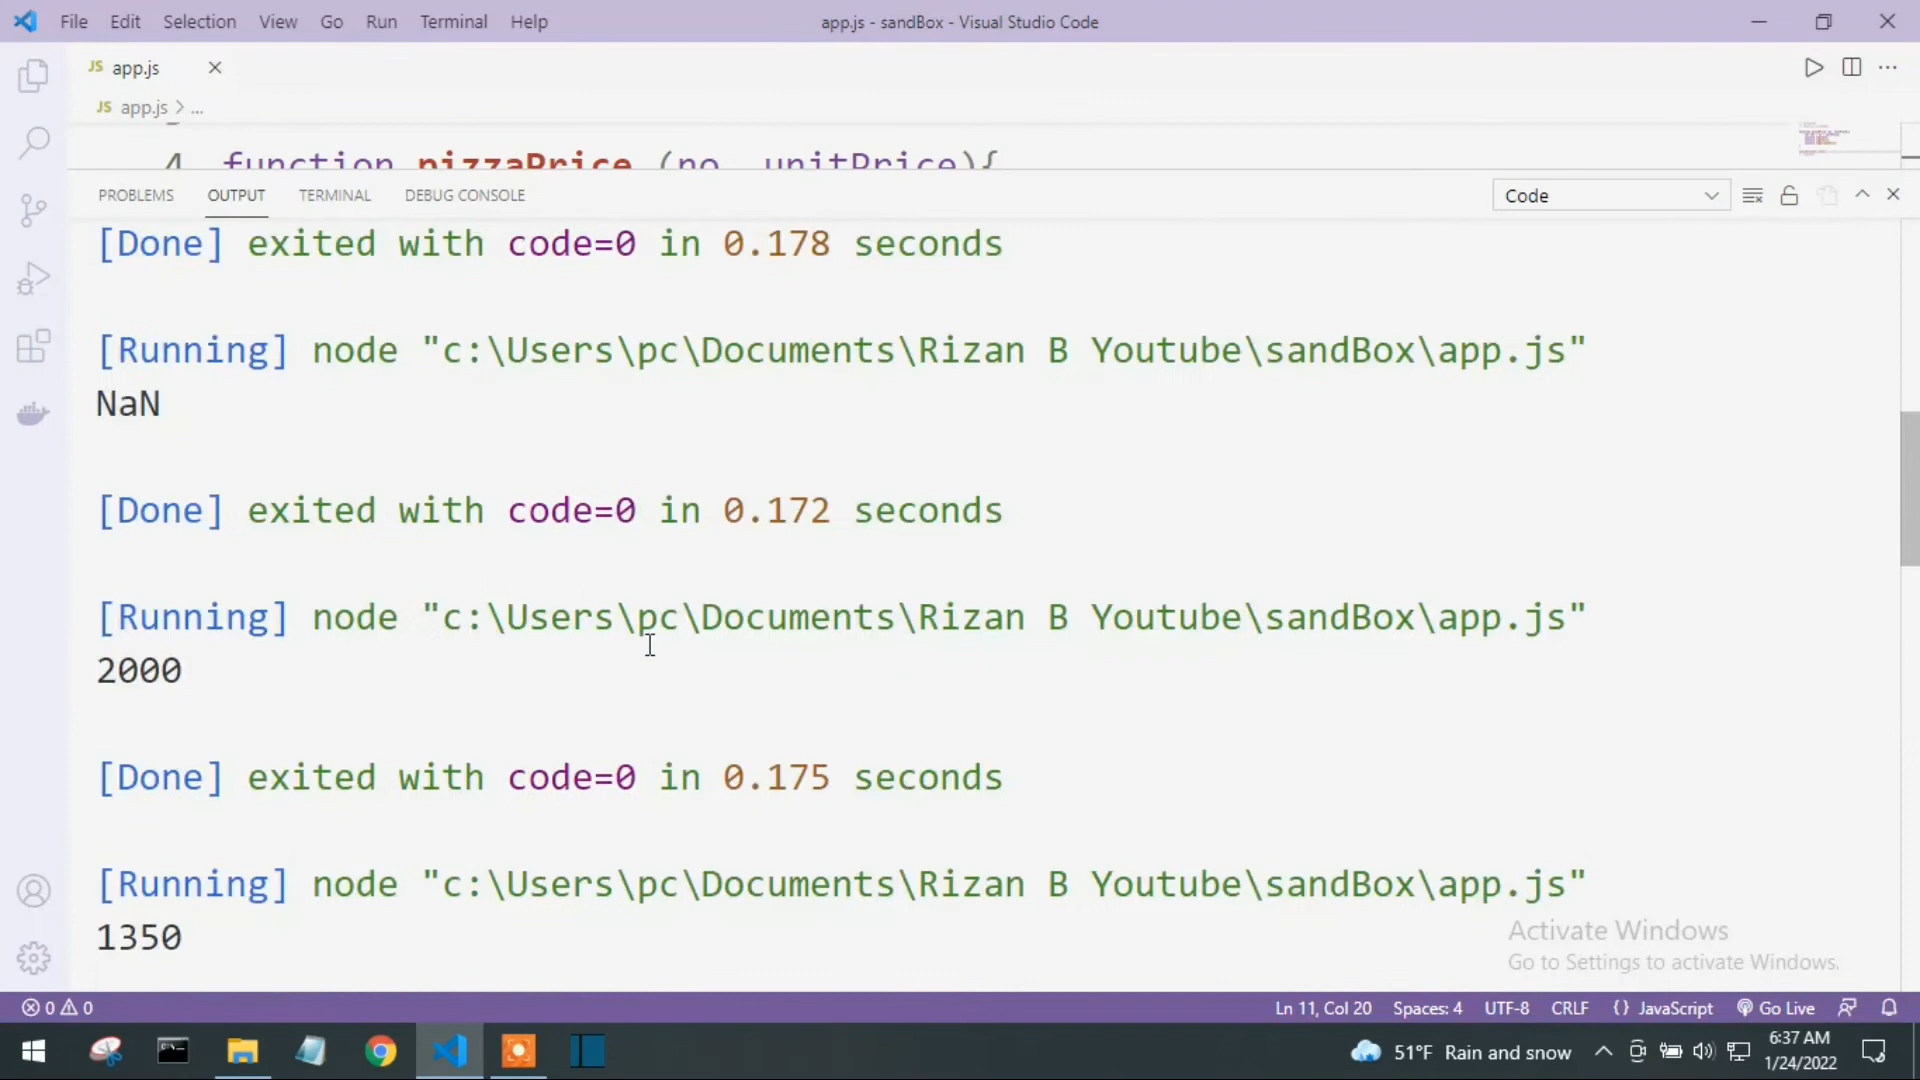 File Edit Selection View Go Run Terminal Help app.js - sandBox - Visual Studio Code
JS app.js
JS app.js > ...
4 function pizzaPrice (no, unitPrice){
PROBLEMS OUTPUT TERMINAL DEBUG CONSOLE Code
[Done] exited with code=0 in 0.178 seconds
[Running] node "c:\Users\pc\Documents\Rizan B Youtube\sandBox\app.js"
NaN
[Done] exited with code=0 in 0.172 seconds
[Running] node "c:\Users\pc\Documents\Rizan B Youtube\sandBox\app.js"
2000
[Done] exited with code=0 in 0.175 seconds
[Running] node "c:\Users\pc\Documents\Rizan B Youtube\sandBox\app.js"
1350
Activate Windows
Go to Settings to activate Windows.
0 0 Ln 11, Col 20 Spaces: 4 UTF-8 CRLF {} JavaScript Go Live
51°F Rain and snow 6:37 AM
1/24/2022